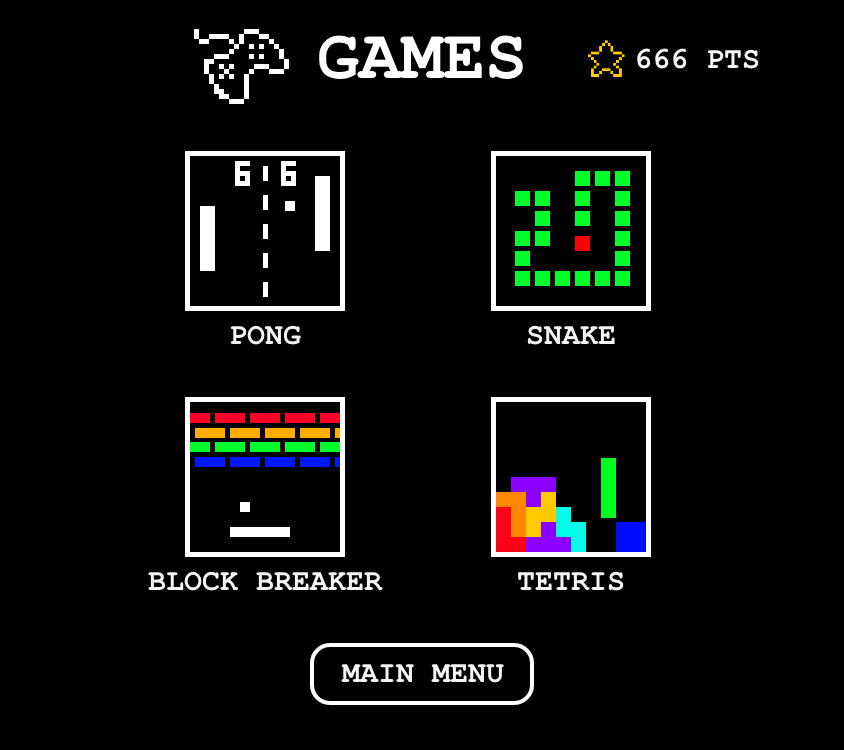 GAMES
666 PTS
6 6
PONG
SNAKE
BLOCK BREAKER
TETRIS
MAIN MENU